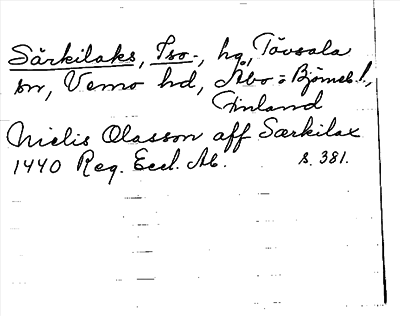 Särkilaks, Iso-, hg, Tövsala
sn, Vemo hd, Åbo=Björneb. l.,
Finland
Nielis Olasson aff Særkilax
1440 Reg. Eccl. Ab. s. 381.